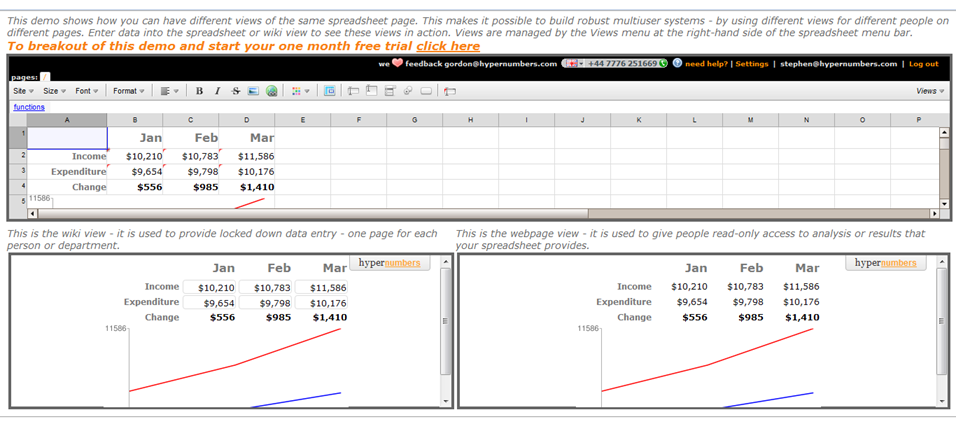 This demo shows how you can have different views of the same spreadsheet page. This makes it possible to build robust multiuser systems - by using different views for different people on
different pages. Enter data into the spreadsheet or wiki view to see these views in action. Views are managed by the Views menu at the right-hand side of the spreadsheet menu bar.
To breakout of this demo and start your one month free trial click here
we feedback gordon@hypernumbers.com | +44 7776 251669 need help? | Settings | stephen@hypernumbers.com | Log out
pages: /
Site Size Font Format B I S Views
functions
A B C D E F G H I J K L M N O P
1 Jan Feb Mar
2 Income $10,210 $10,783 $11,586
3 Expenditure $9,654 $9,798 $10,176
4 Change $556 $985 $1,410
5 11586
This is the wiki view - it is used to provide locked down data entry - one page for each
person or department.
hypernumbers
Jan Feb Mar
Income $10,210 $10,783 $11,586
Expenditure $9,654 $9,798 $10,176
Change $556 $985 $1,410
11586
This is the webpage view - it is used to give people read-only access to analysis or results that
your spreadsheet provides.
hypernumbers
Jan Feb Mar
Income $10,210 $10,783 $11,586
Expenditure $9,654 $9,798 $10,176
Change $556 $985 $1,410
11586